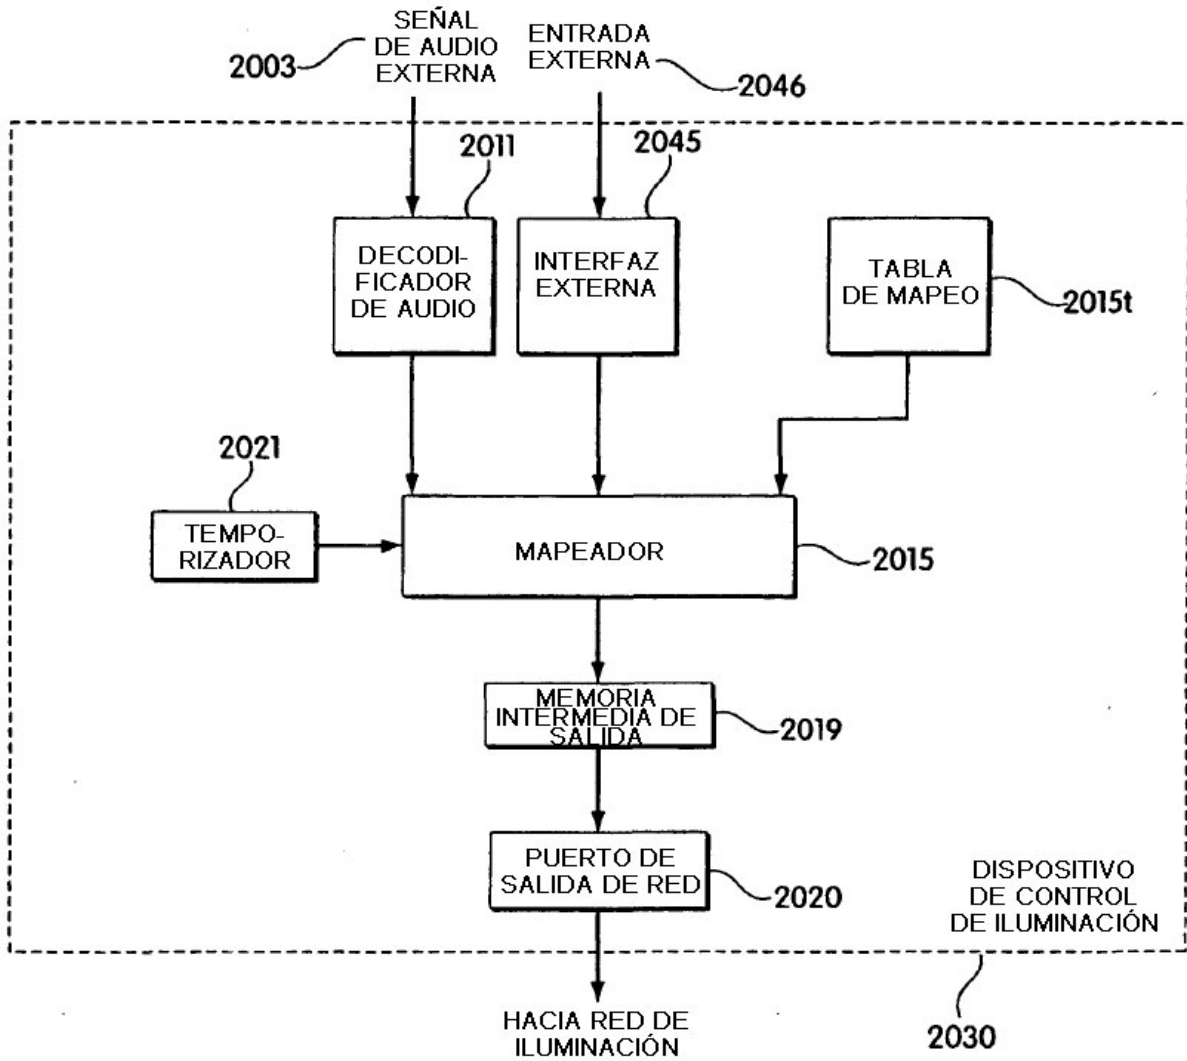 SEÑAL
DE AUDIO
EXTERNA
2003
ENTRADA
EXTERNA
2046
2011
2045
DECODI-
FICADOR
DE AUDIO
INTERFAZ
EXTERNA
TABLA
DE MAPEO
2015t
2021
TEMPO-
RIZADOR
MAPEADOR
2015
MEMORIA
INTERMEDIA DE
SALIDA
2019
PUERTO DE
SALIDA DE RED
2020
DISPOSITIVO
DE CONTROL
DE ILUMINACIÓN
HACIA RED DE
ILUMINACIÓN
2030